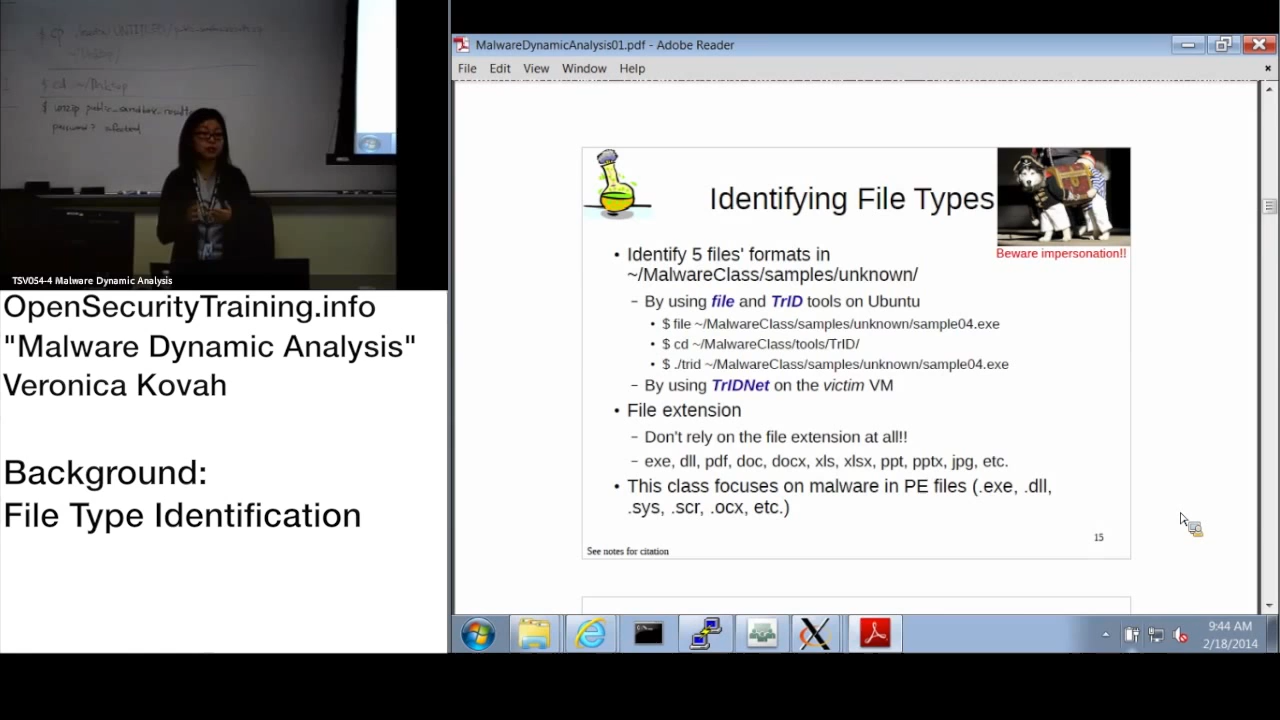 $ cd ~/Desktop
$ unzip public_sandbox_results
password: infected
TSV054-4 Malware Dynamic Analysis
OpenSecurityTraining.info
"Malware Dynamic Analysis"
Veronica Kovah
Background:
File Type Identification
MalwareDynamicAnalysis01.pdf - Adobe Reader
File Edit View Window Help
Identifying File Types
Beware impersonation!!
• Identify 5 files' formats in
~/MalwareClass/samples/unknown/
– By using file and TrID tools on Ubuntu
• $ file ~/MalwareClass/samples/unknown/sample04.exe
• $ cd ~/MalwareClass/tools/TrID/
• $ ./trid ~/MalwareClass/samples/unknown/sample04.exe
– By using TrIDNet on the victim VM
• File extension
– Don't rely on the file extension at all!!
– exe, dll, pdf, doc, docx, xls, xlsx, ppt, pptx, jpg, etc.
• This class focuses on malware in PE files (.exe, .dll,
.sys, .scr, .ocx, etc.)
15
See notes for citation
9:44 AM
2/18/2014